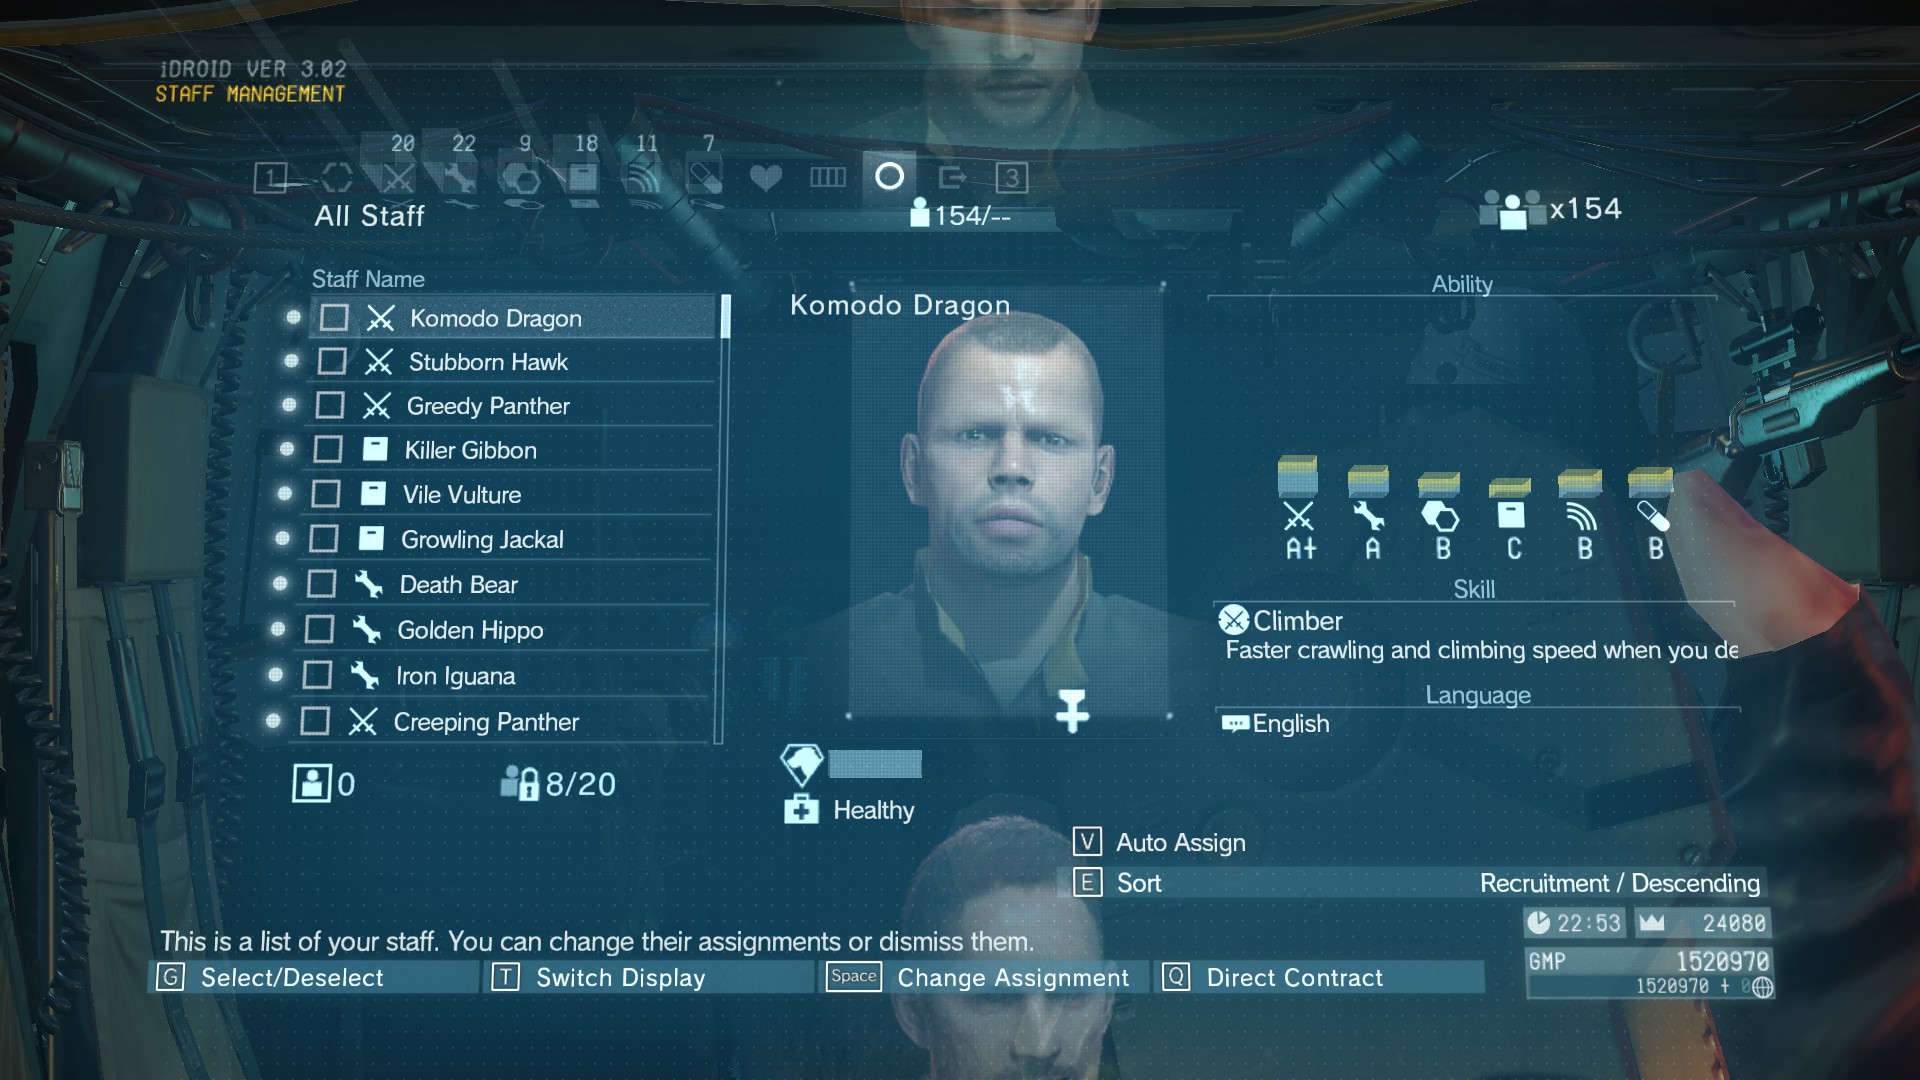 iDROID VER 3.02
STAFF MANAGEMENT
20 22 9 18 11 7
1 3
All Staff
154/--
x154
Staff Name
Komodo Dragon
Stubborn Hawk
Greedy Panther
Killer Gibbon
Vile Vulture
Growling Jackal
Death Bear
Golden Hippo
Iron Iguana
Creeping Panther
0
8/20
Komodo Dragon
Healthy
Ability
A+ A B C B B
Skill
Climber
Faster crawling and climbing speed when you de
Language
English
V Auto Assign
E Sort Recruitment / Descending
22:53 24080
GMP 1520970
1520970 + 0
This is a list of your staff. You can change their assignments or dismiss them.
G Select/Deselect T Switch Display Space Change Assignment Q Direct Contract